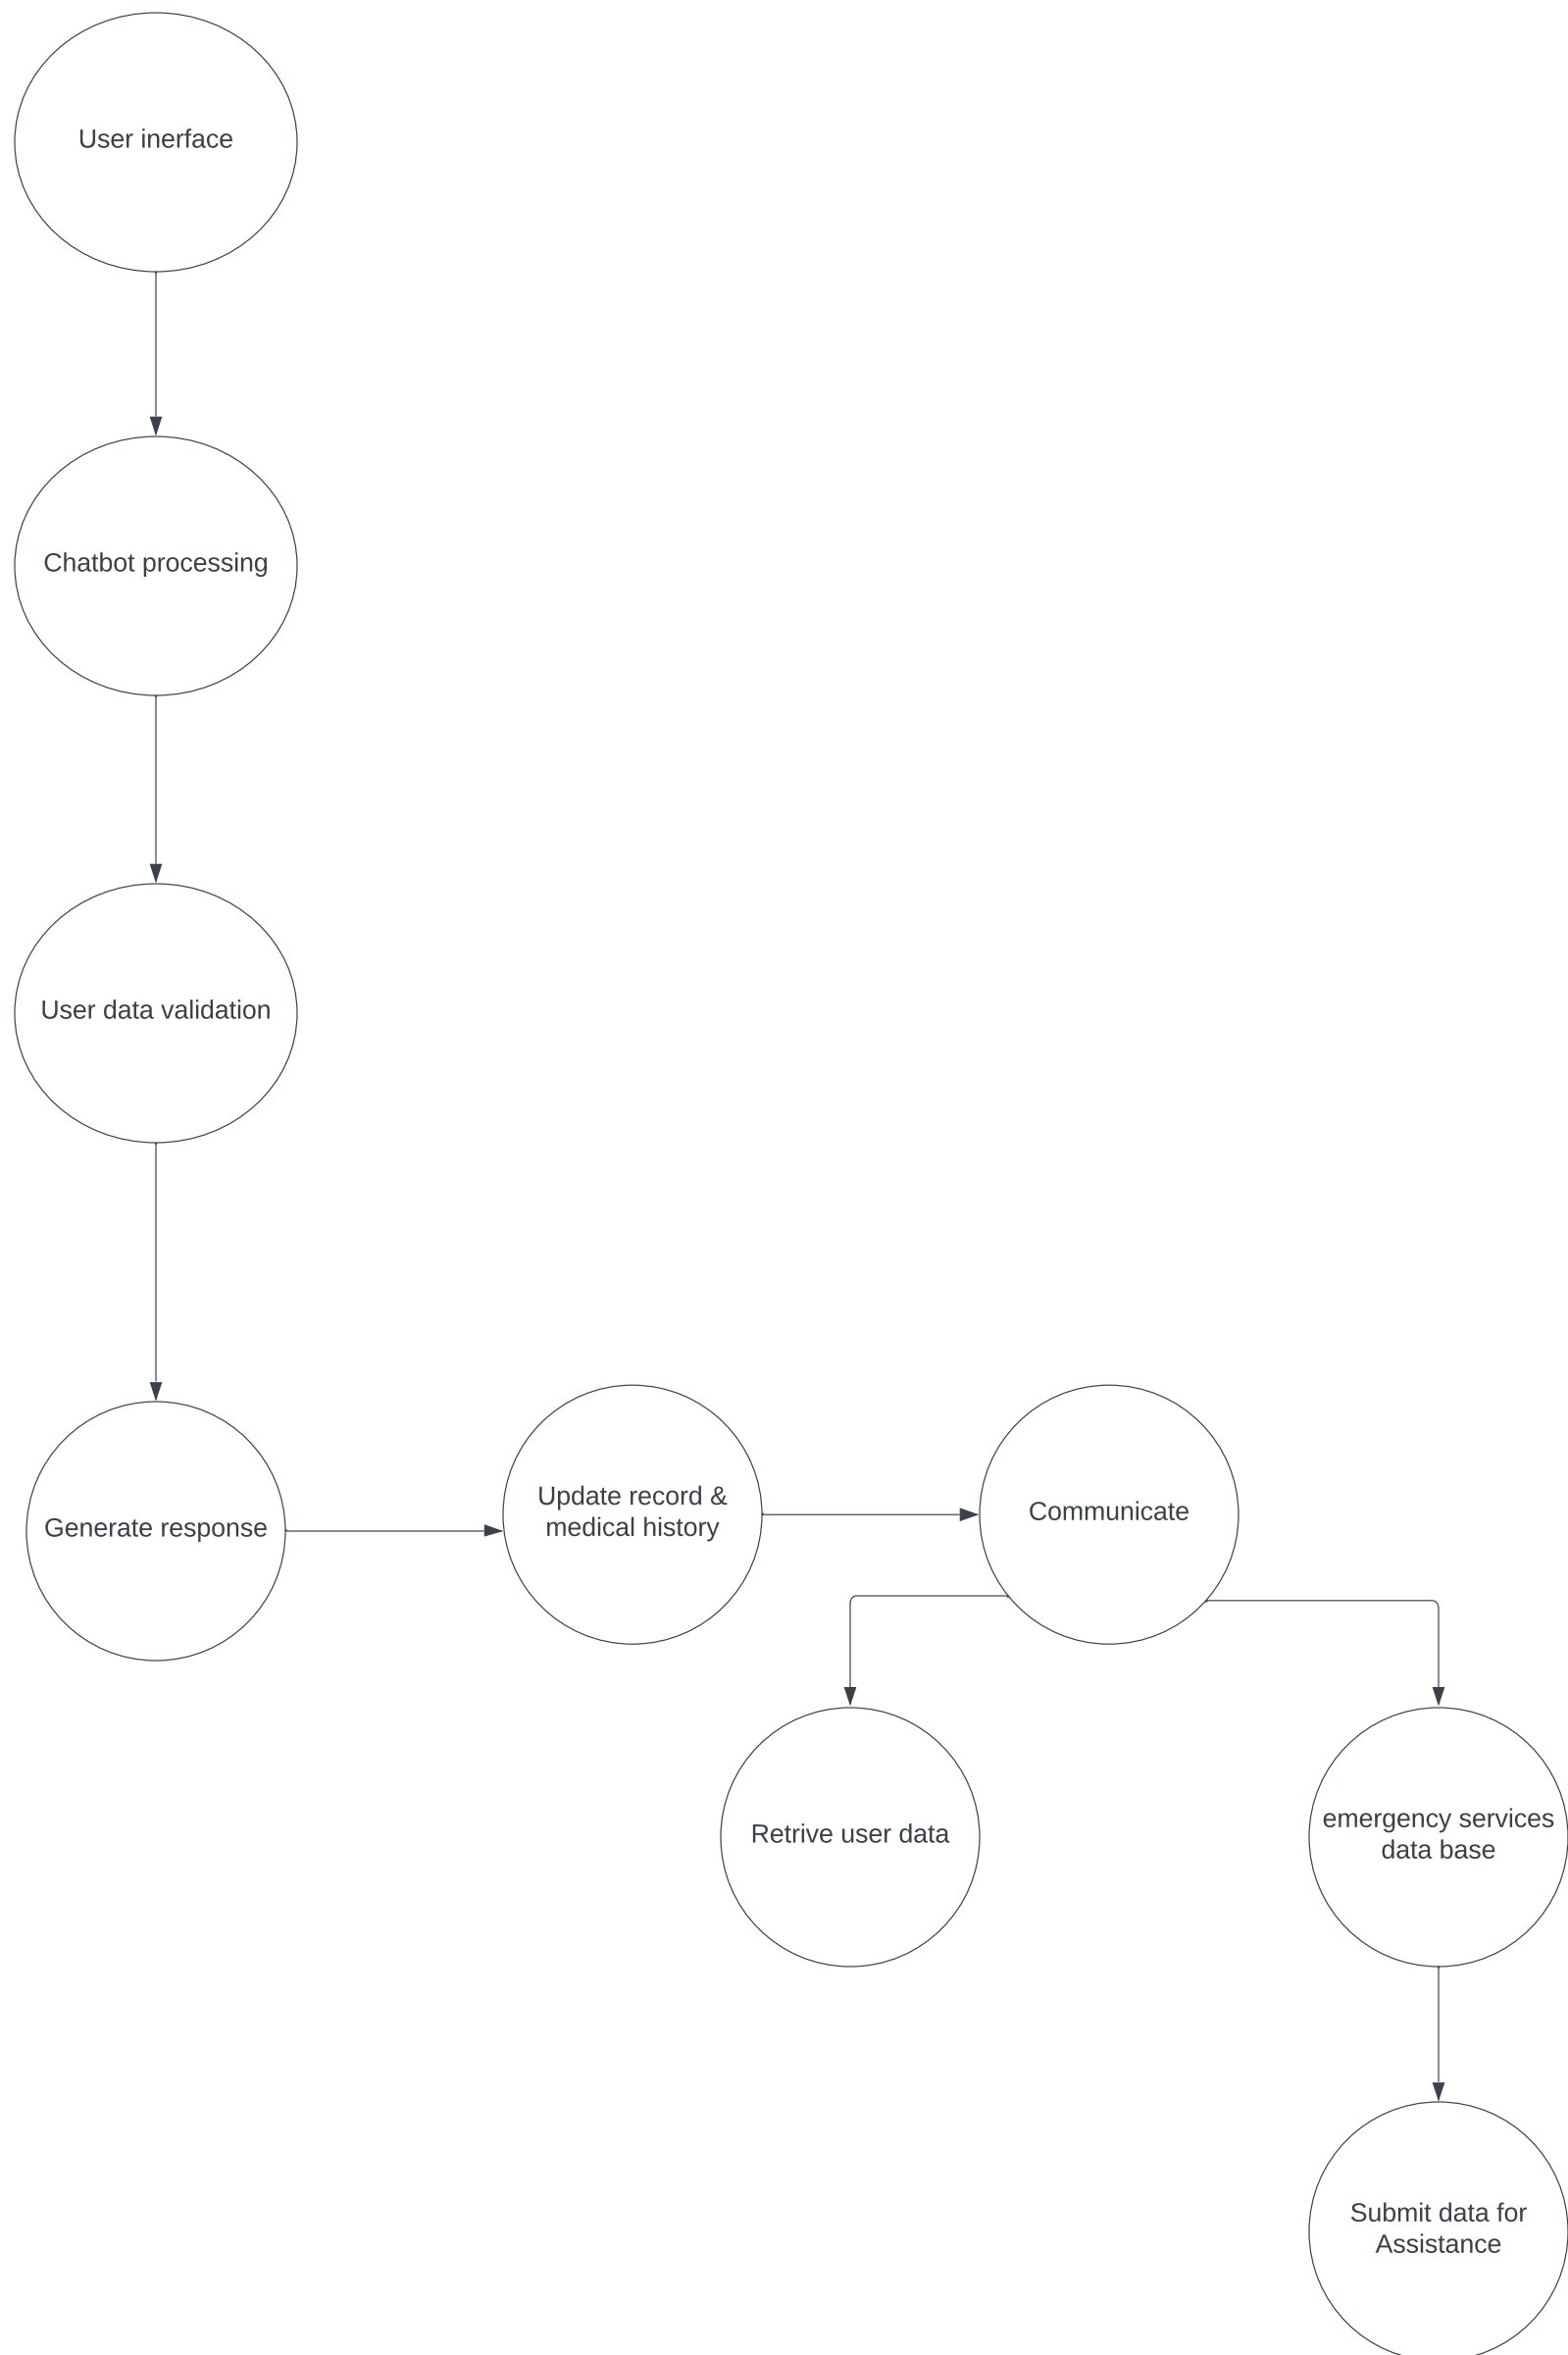 User inerface
Chatbot processing
User data validation
Generate response
Update record &
medical history
Communicate
Retrive user data
emergency services
data base
Submit data for
Assistance